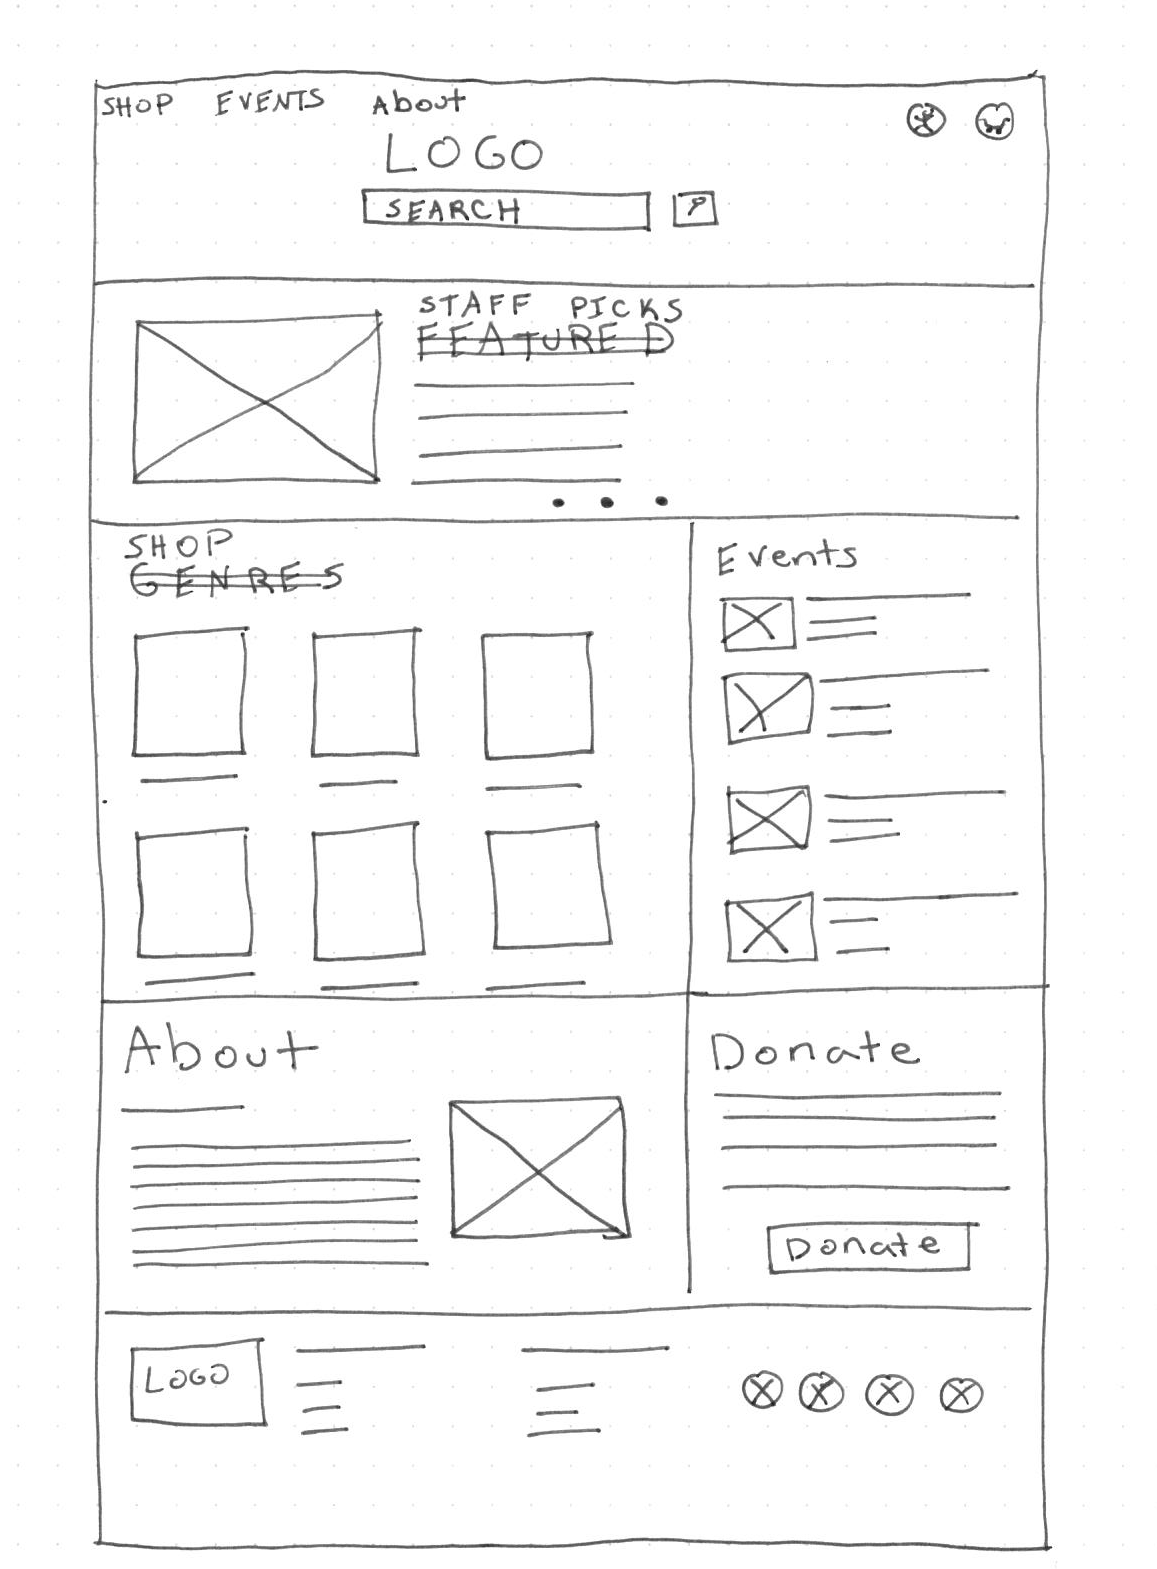 SHOP EVENTS About
LOGO
SEARCH
STAFF PICKS
FEATURED
SHOP
GENRES
Events
About
Donate
Donate
LOGO